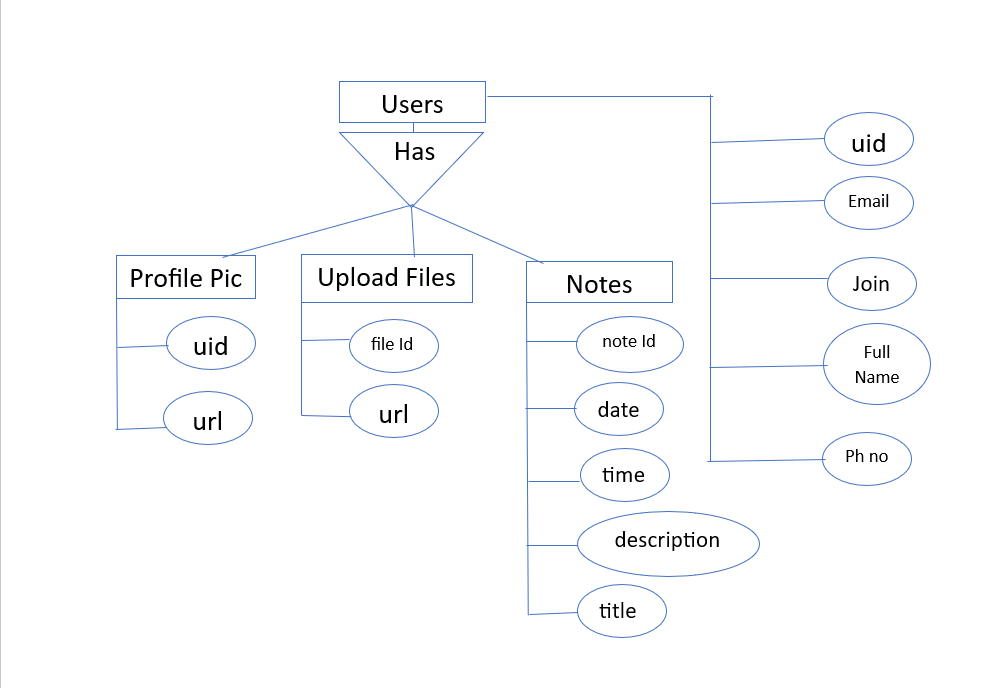 Users
Has
Profile Pic
uid
url
Upload Files
file Id
url
Notes
note Id
date
time
description
title
uid
Email
Join
Full
Name
Ph no